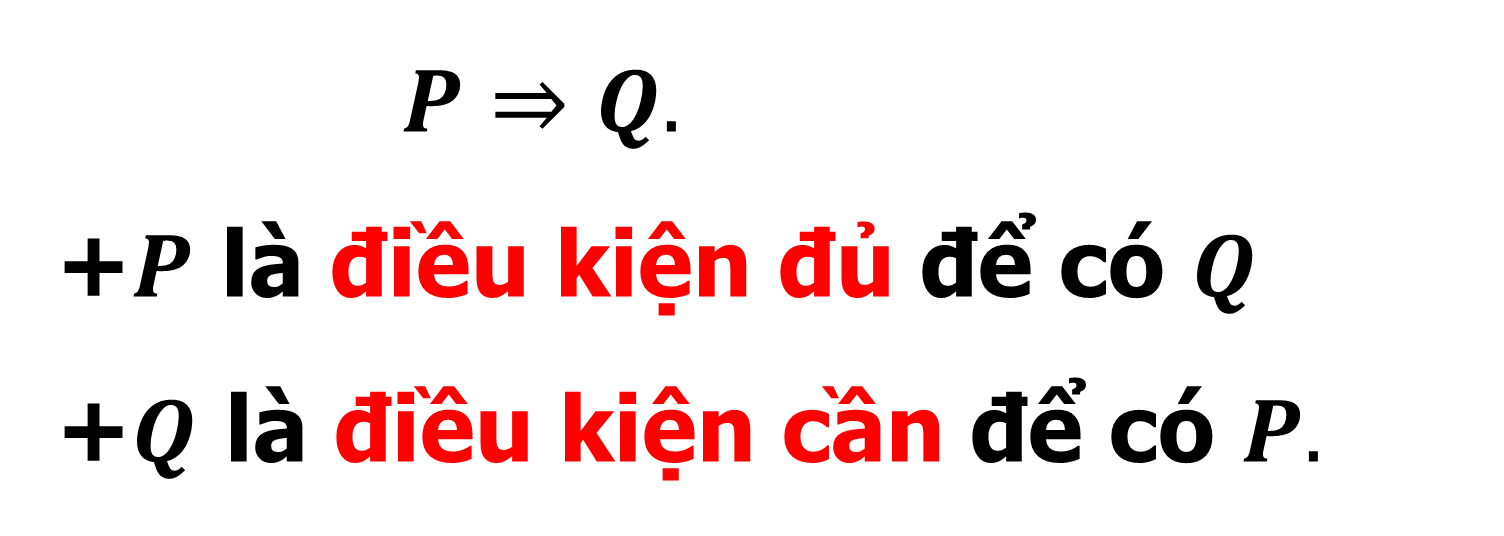 P ⇒ Q.
+P là điều kiện đủ để có Q
+Q là điều kiện cần để có P.